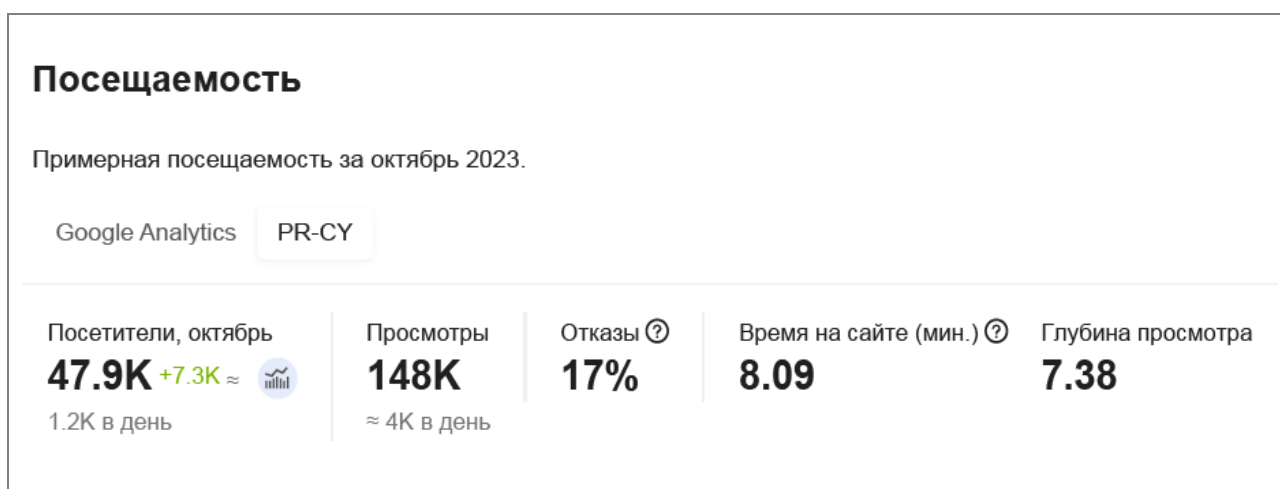 Посещаемость
Примерная посещаемость за октябрь 2023.
Google Analytics PR-CY
Посетители, октябрь Просмотры Отказы ? Время на сайте (мин.) ? Глубина просмотра
47.9K +7.3K ≈ 148K 17% 8.09 7.38
1.2K в день ≈ 4K в день